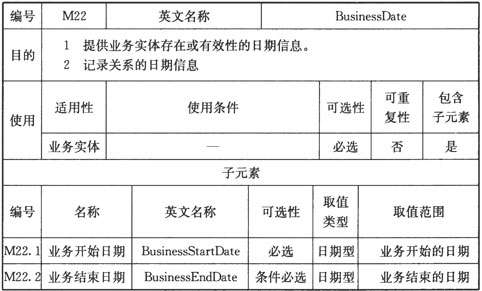 编号 M22 英文名称 BusinessDate
目的
1 提供业务实体存在或有效性的日期信息。
2 记录关系的日期信息
使用
适用性 使用条件 可选性 可重复性 包含子元素
业务实体 — 必选 否 是
子元素
编号 名称 英文名称 可选性 取值类型 取值范围
M22.1 业务开始日期 BusinessStartDate 必选 日期型 业务开始的日期
M22.2 业务结束日期 BusinessEndDate 条件必选 日期型 业务结束的日期